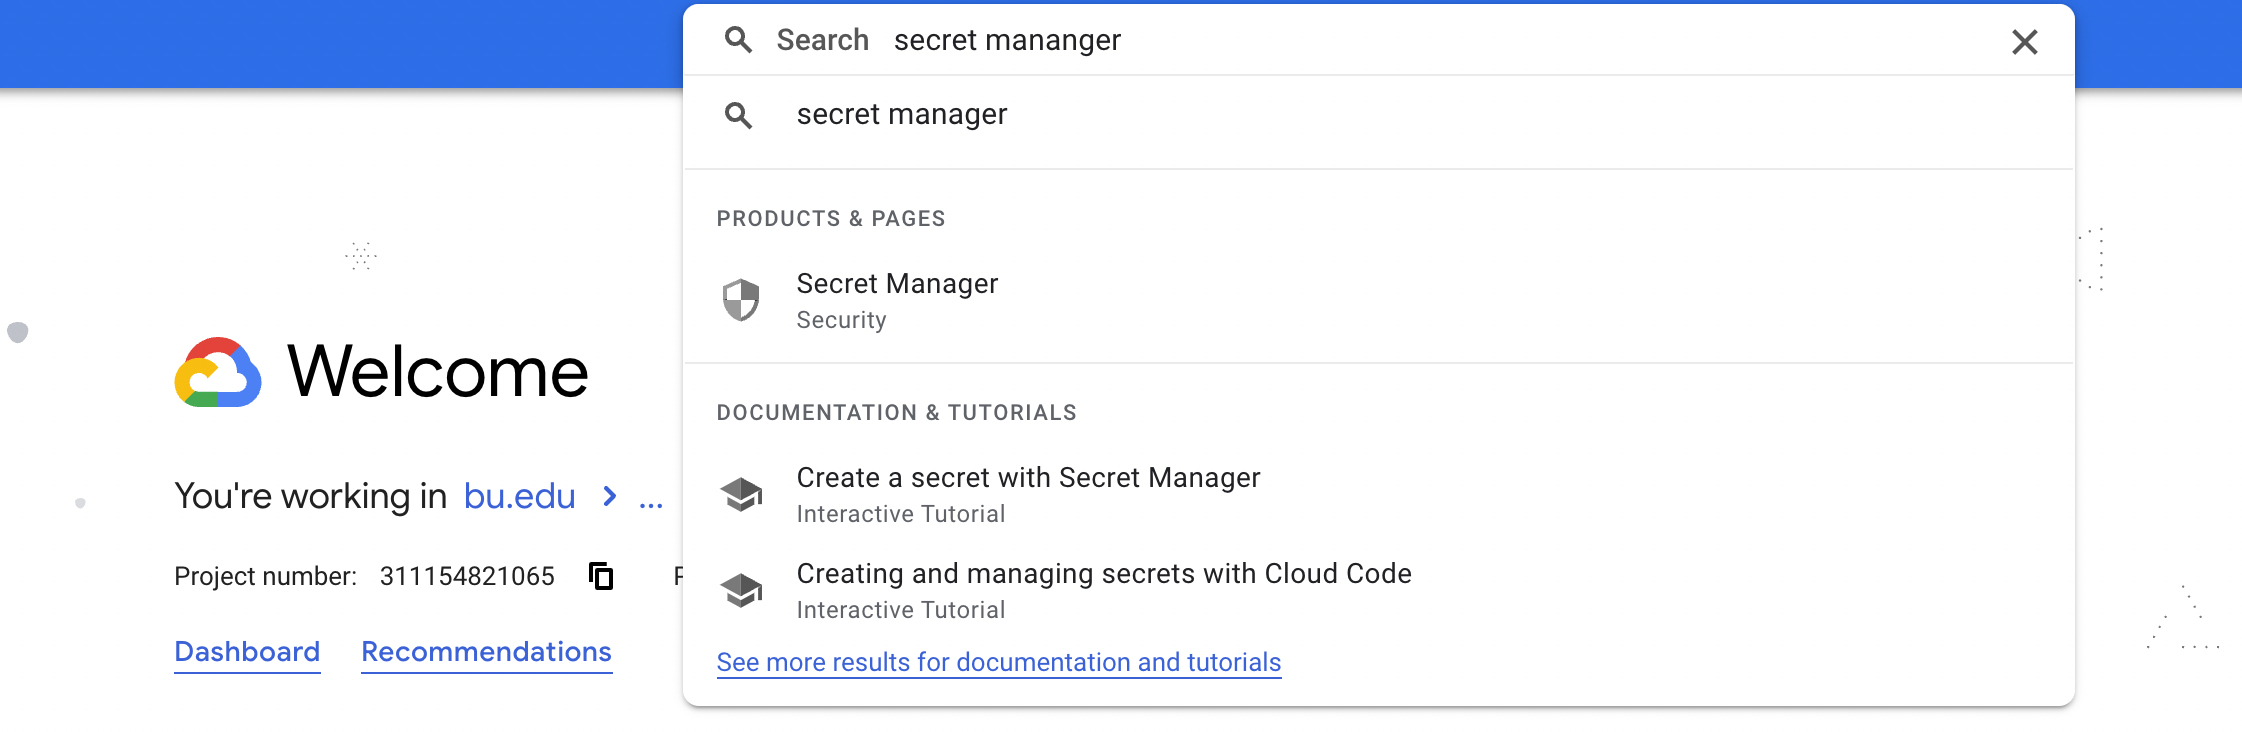 Search secret mananger
secret manager
PRODUCTS & PAGES
Secret Manager
Security
DOCUMENTATION & TUTORIALS
Create a secret with Secret Manager
Interactive Tutorial
Creating and managing secrets with Cloud Code
Interactive Tutorial
See more results for documentation and tutorials
Welcome
You're working in bu.edu > ...
Project number: 311154821065
Dashboard Recommendations